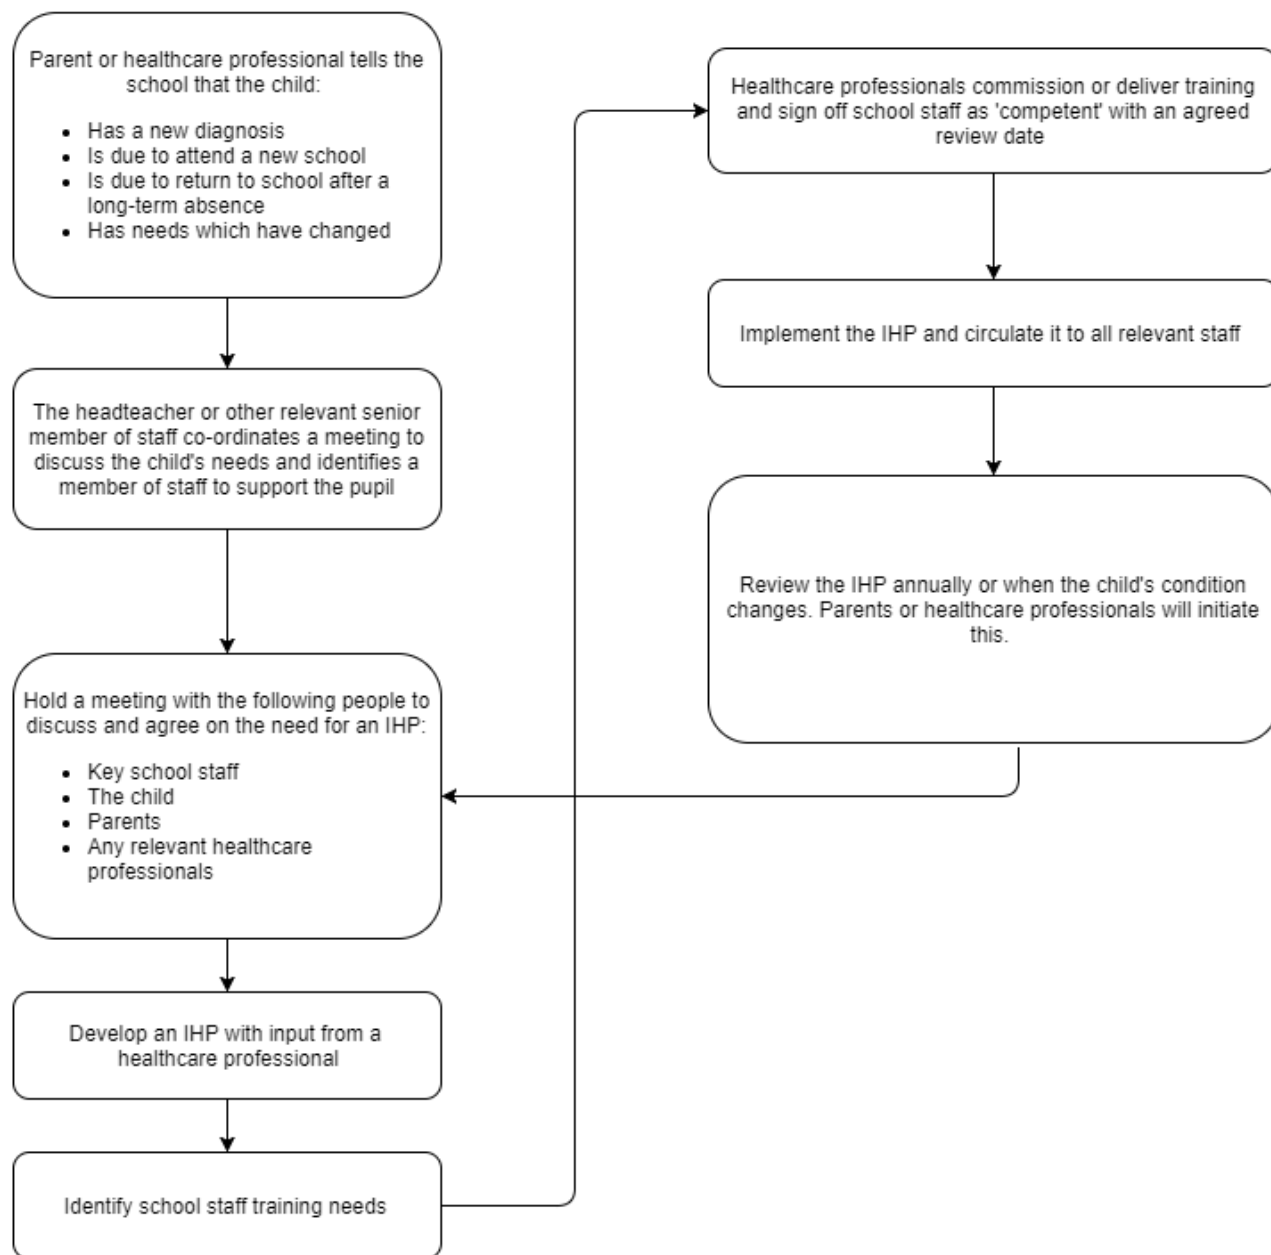 Parent or healthcare professional tells the
school that the child:
• Has a new diagnosis
• Is due to attend a new school
• Is due to return to school after a
long-term absence
• Has needs which have changed
The headteacher or other relevant senior
member of staff co-ordinates a meeting to
discuss the child's needs and identifies a
member of staff to support the pupil
Hold a meeting with the following people to
discuss and agree on the need for an IHP:
• Key school staff
• The child
• Parents
• Any relevant healthcare
professionals
Develop an IHP with input from a
healthcare professional
Identify school staff training needs
Healthcare professionals commission or deliver training
and sign off school staff as 'competent' with an agreed
review date
Implement the IHP and circulate it to all relevant staff
Review the IHP annually or when the child's condition
changes. Parents or healthcare professionals will initiate
this.